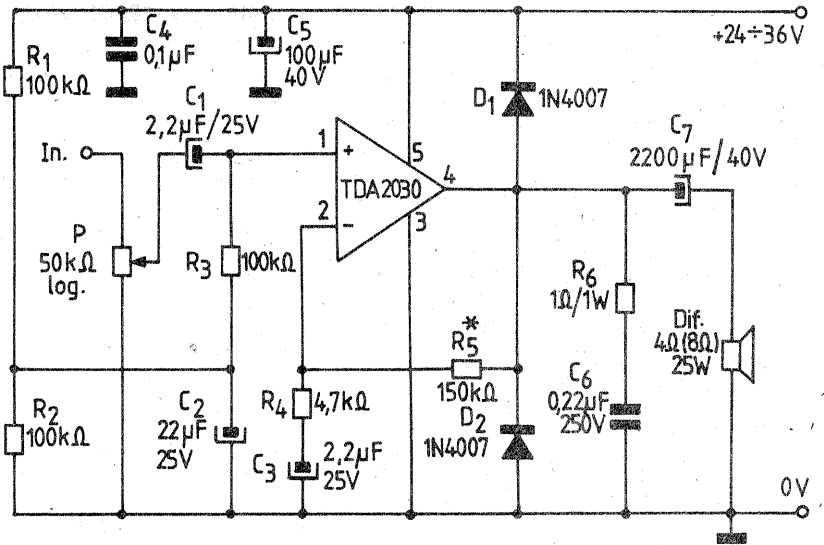 C4
0,1µF
C5
100µF
40V
+24÷36V
R1
100kΩ
C1
2,2µF/25V
D1
1N4007
C7
2200µF/40V
In.
1
+
5
TDA2030
4
2
−
3
P
50kΩ
log.
R3
100kΩ
R6
1Ω/1W
Dif.
4Ω(8Ω)
25W
R5*
150kΩ
R2
100kΩ
C2
22µF
25V
R4
4,7kΩ
C3
2,2µF
25V
D2
1N4007
C6
0,22µF
250V
0V